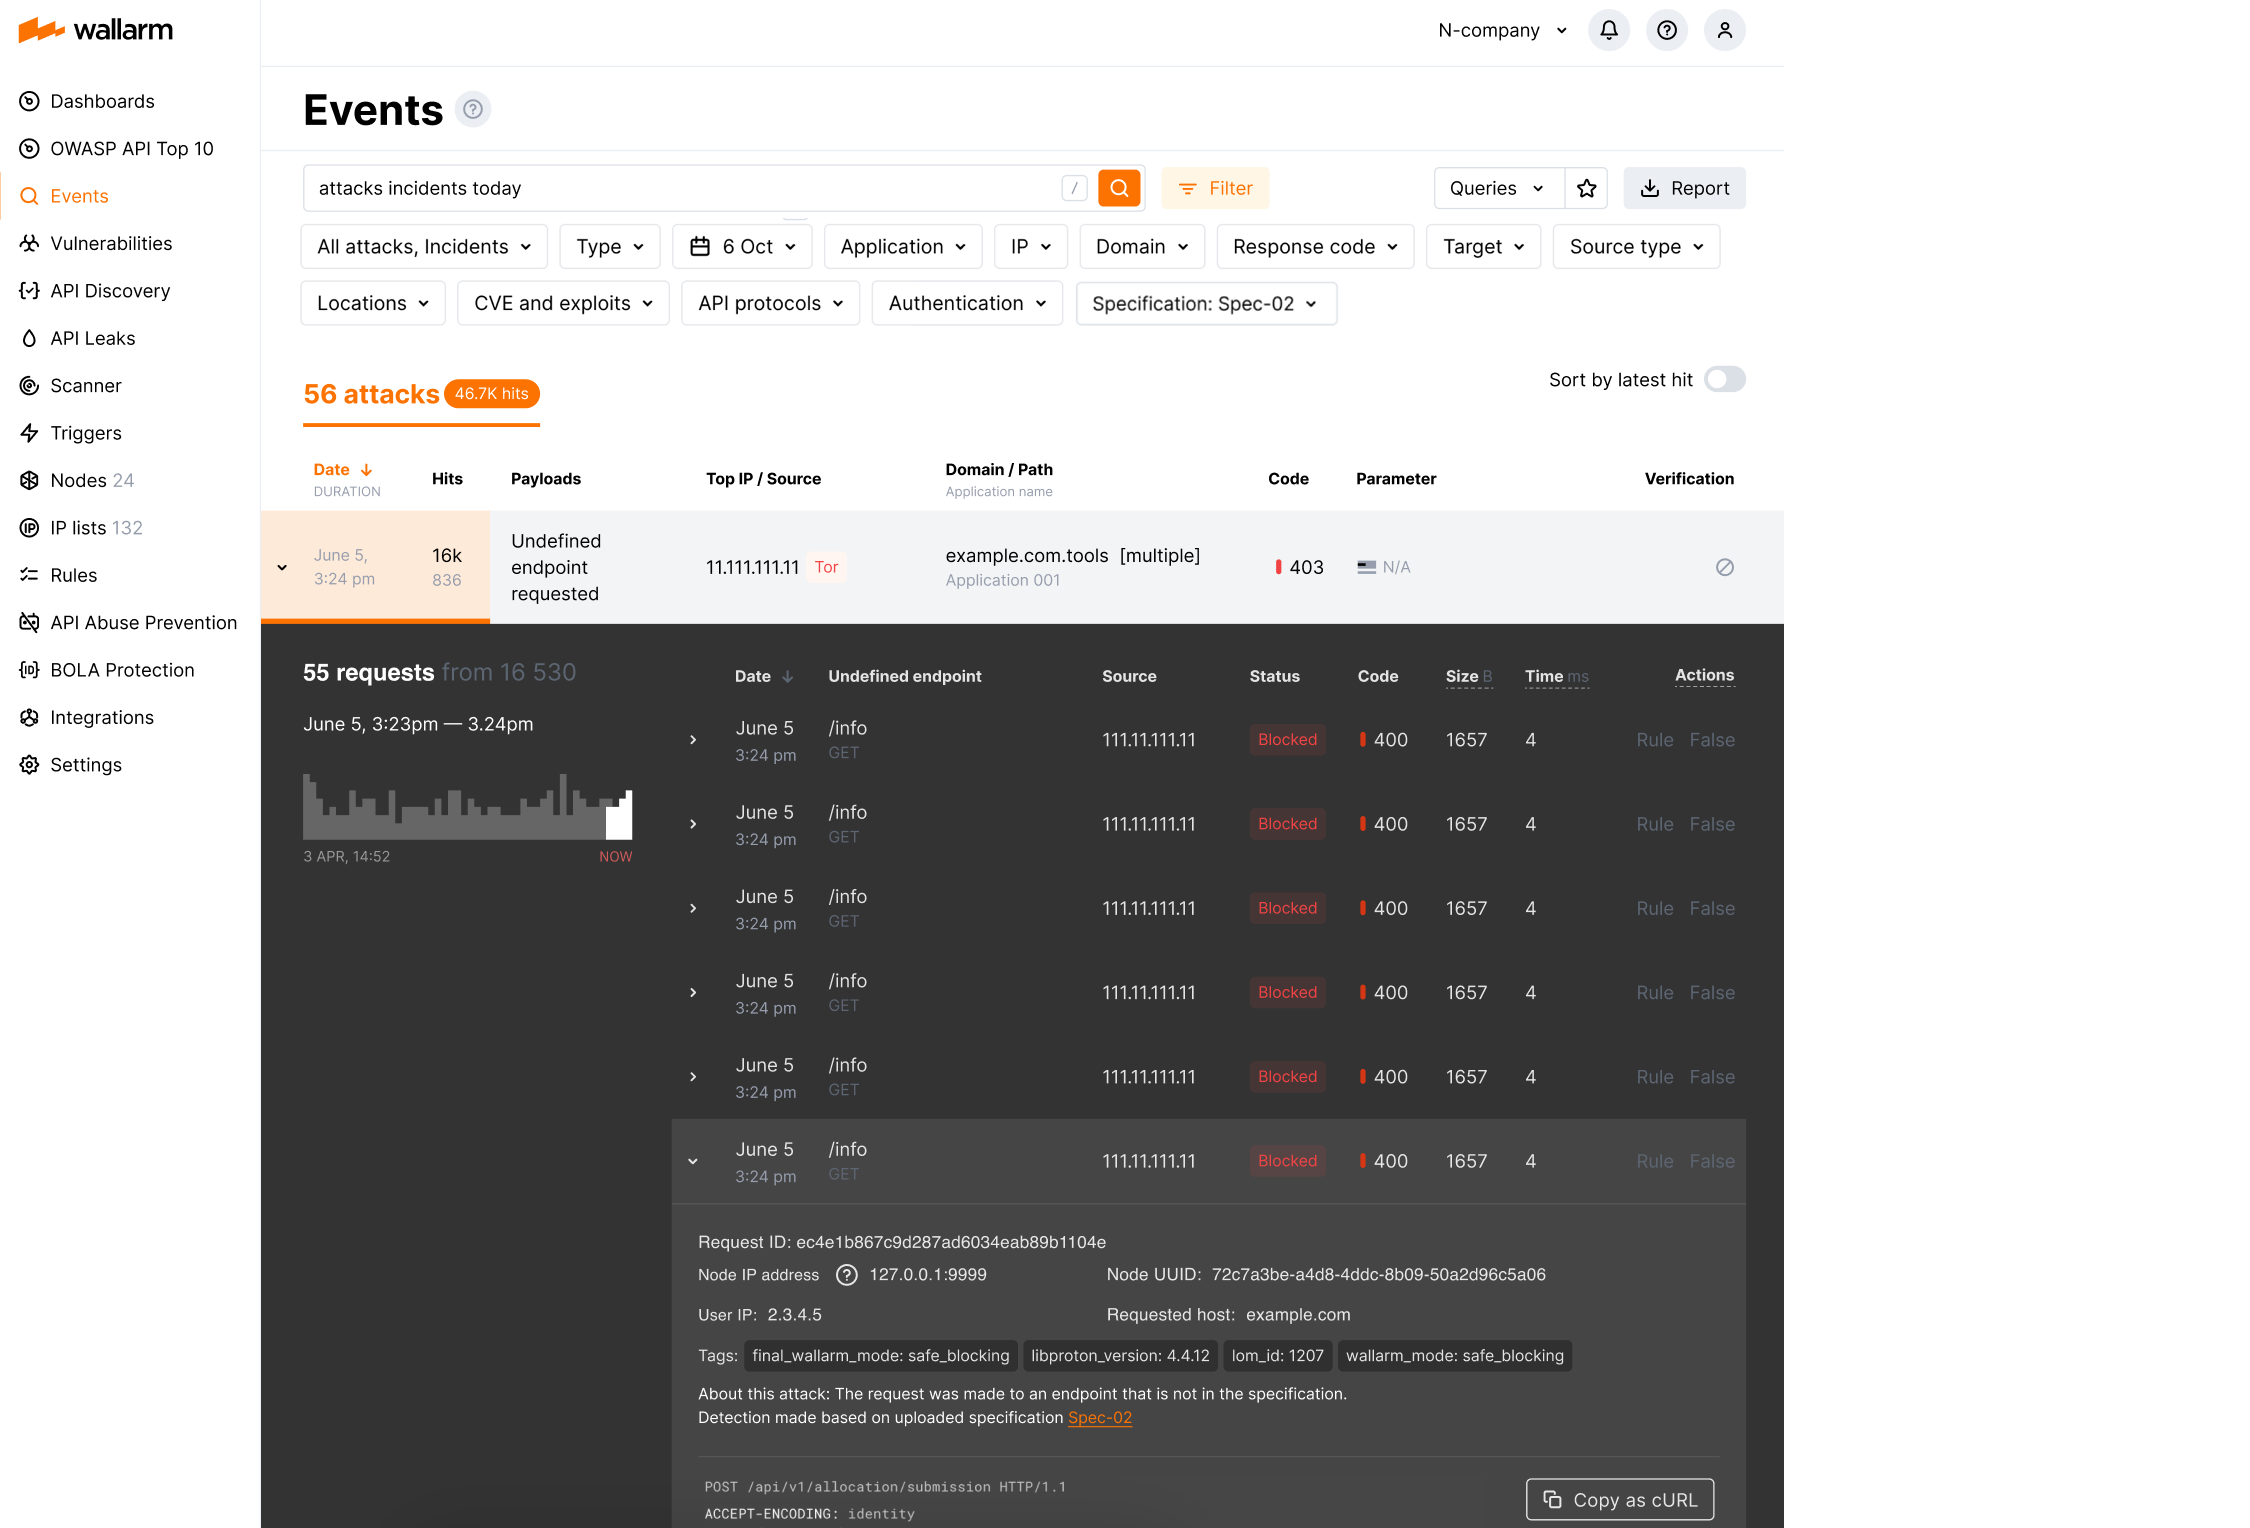 wallarm
N-company
Dashboards
OWASP API Top 10
Events
Vulnerabilities
API Discovery
API Leaks
Scanner
Triggers
Nodes 24
IP lists 132
Rules
API Abuse Prevention
BOLA Protection
Integrations
Settings
Events ?
attacks incidents today /
Filter
Queries
Report
All attacks, Incidents
Type
6 Oct
Application
IP
Domain
Response code
Target
Source type
Locations
CVE and exploits
API protocols
Authentication
Specification: Spec-02
56 attacks 46.7K hits
Sort by latest hit
Date Hits Payloads Top IP / Source Domain / Path Code Parameter Verification
DURATION Application name
June 5, 3:24 pm
16k
836
Undefined endpoint requested
11.111.111.11 Tor
example.com.tools [multiple]
Application 001
403
N/A
55 requests from 16 530
June 5, 3:23pm — 3.24pm
3 APR, 14:52 NOW
Date Undefined endpoint Source Status Code Size B Time ms Actions
June 5 /info 111.11.111.11 Blocked 400 1657 4 Rule False
3:24 pm GET
June 5 /info 111.11.111.11 Blocked 400 1657 4 Rule False
3:24 pm GET
June 5 /info 111.11.111.11 Blocked 400 1657 4 Rule False
3:24 pm GET
June 5 /info 111.11.111.11 Blocked 400 1657 4 Rule False
3:24 pm GET
June 5 /info 111.11.111.11 Blocked 400 1657 4 Rule False
3:24 pm GET
June 5 /info 111.11.111.11 Blocked 400 1657 4 Rule False
3:24 pm GET
Request ID: ec4e1b867c9d287ad6034eab89b1104e
Node IP address ? 127.0.0.1:9999 Node UUID: 72c7a3be-a4d8-4ddc-8b09-50a2d96c5a06
User IP: 2.3.4.5 Requested host: example.com
Tags: final_wallarm_mode: safe_blocking libproton_version: 4.4.12 lom_id: 1207 wallarm_mode: safe_blocking
About this attack: The request was made to an endpoint that is not in the specification.
Detection made based on uploaded specification Spec-02
POST /api/v1/allocation/submission HTTP/1.1
ACCEPT-ENCODING: identity
Copy as cURL